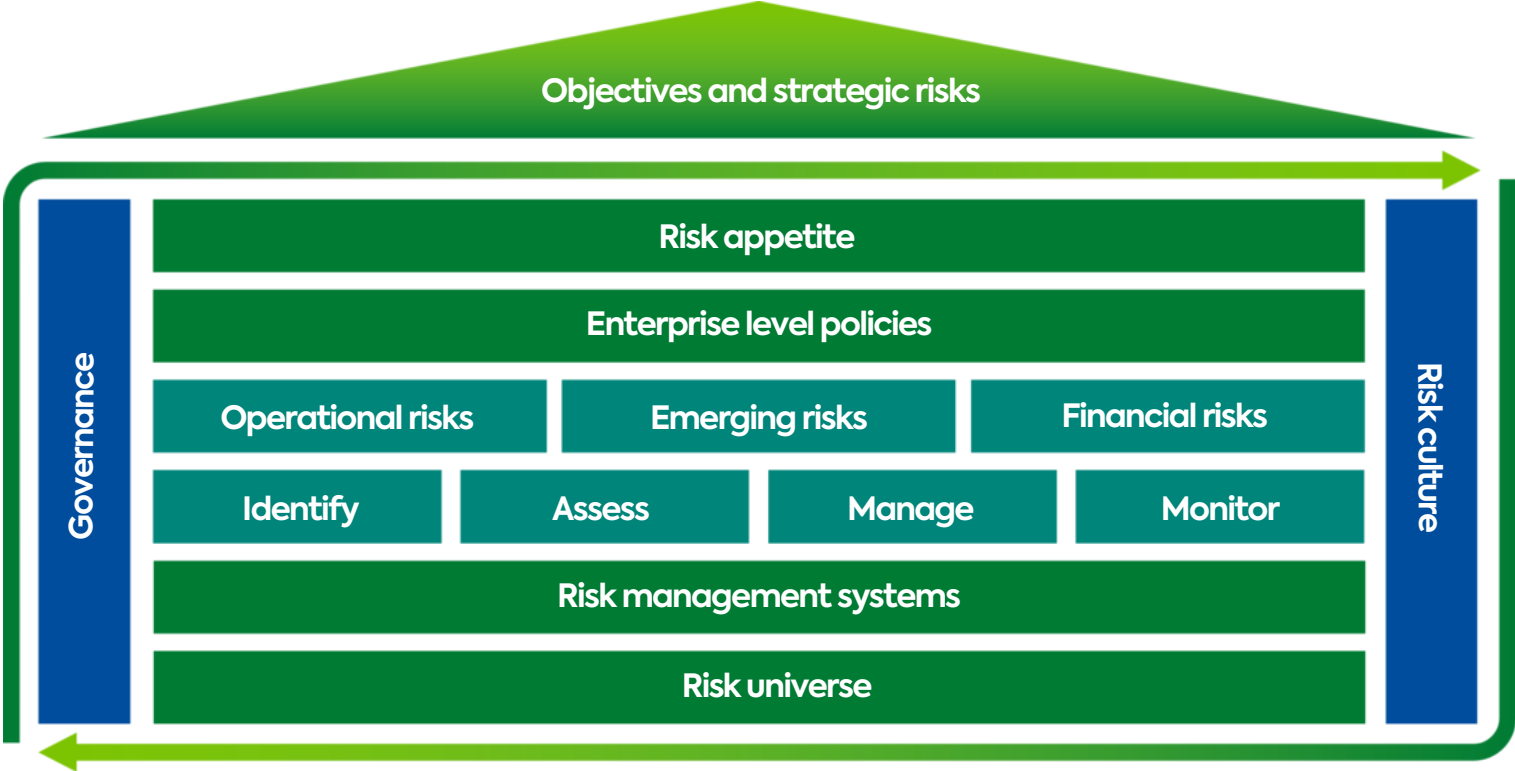 Objectives and strategic risks
Governance
Risk appetite
Enterprise level policies
Operational risks
Emerging risks
Financial risks
Identify
Assess
Manage
Monitor
Risk management systems
Risk universe
Risk culture